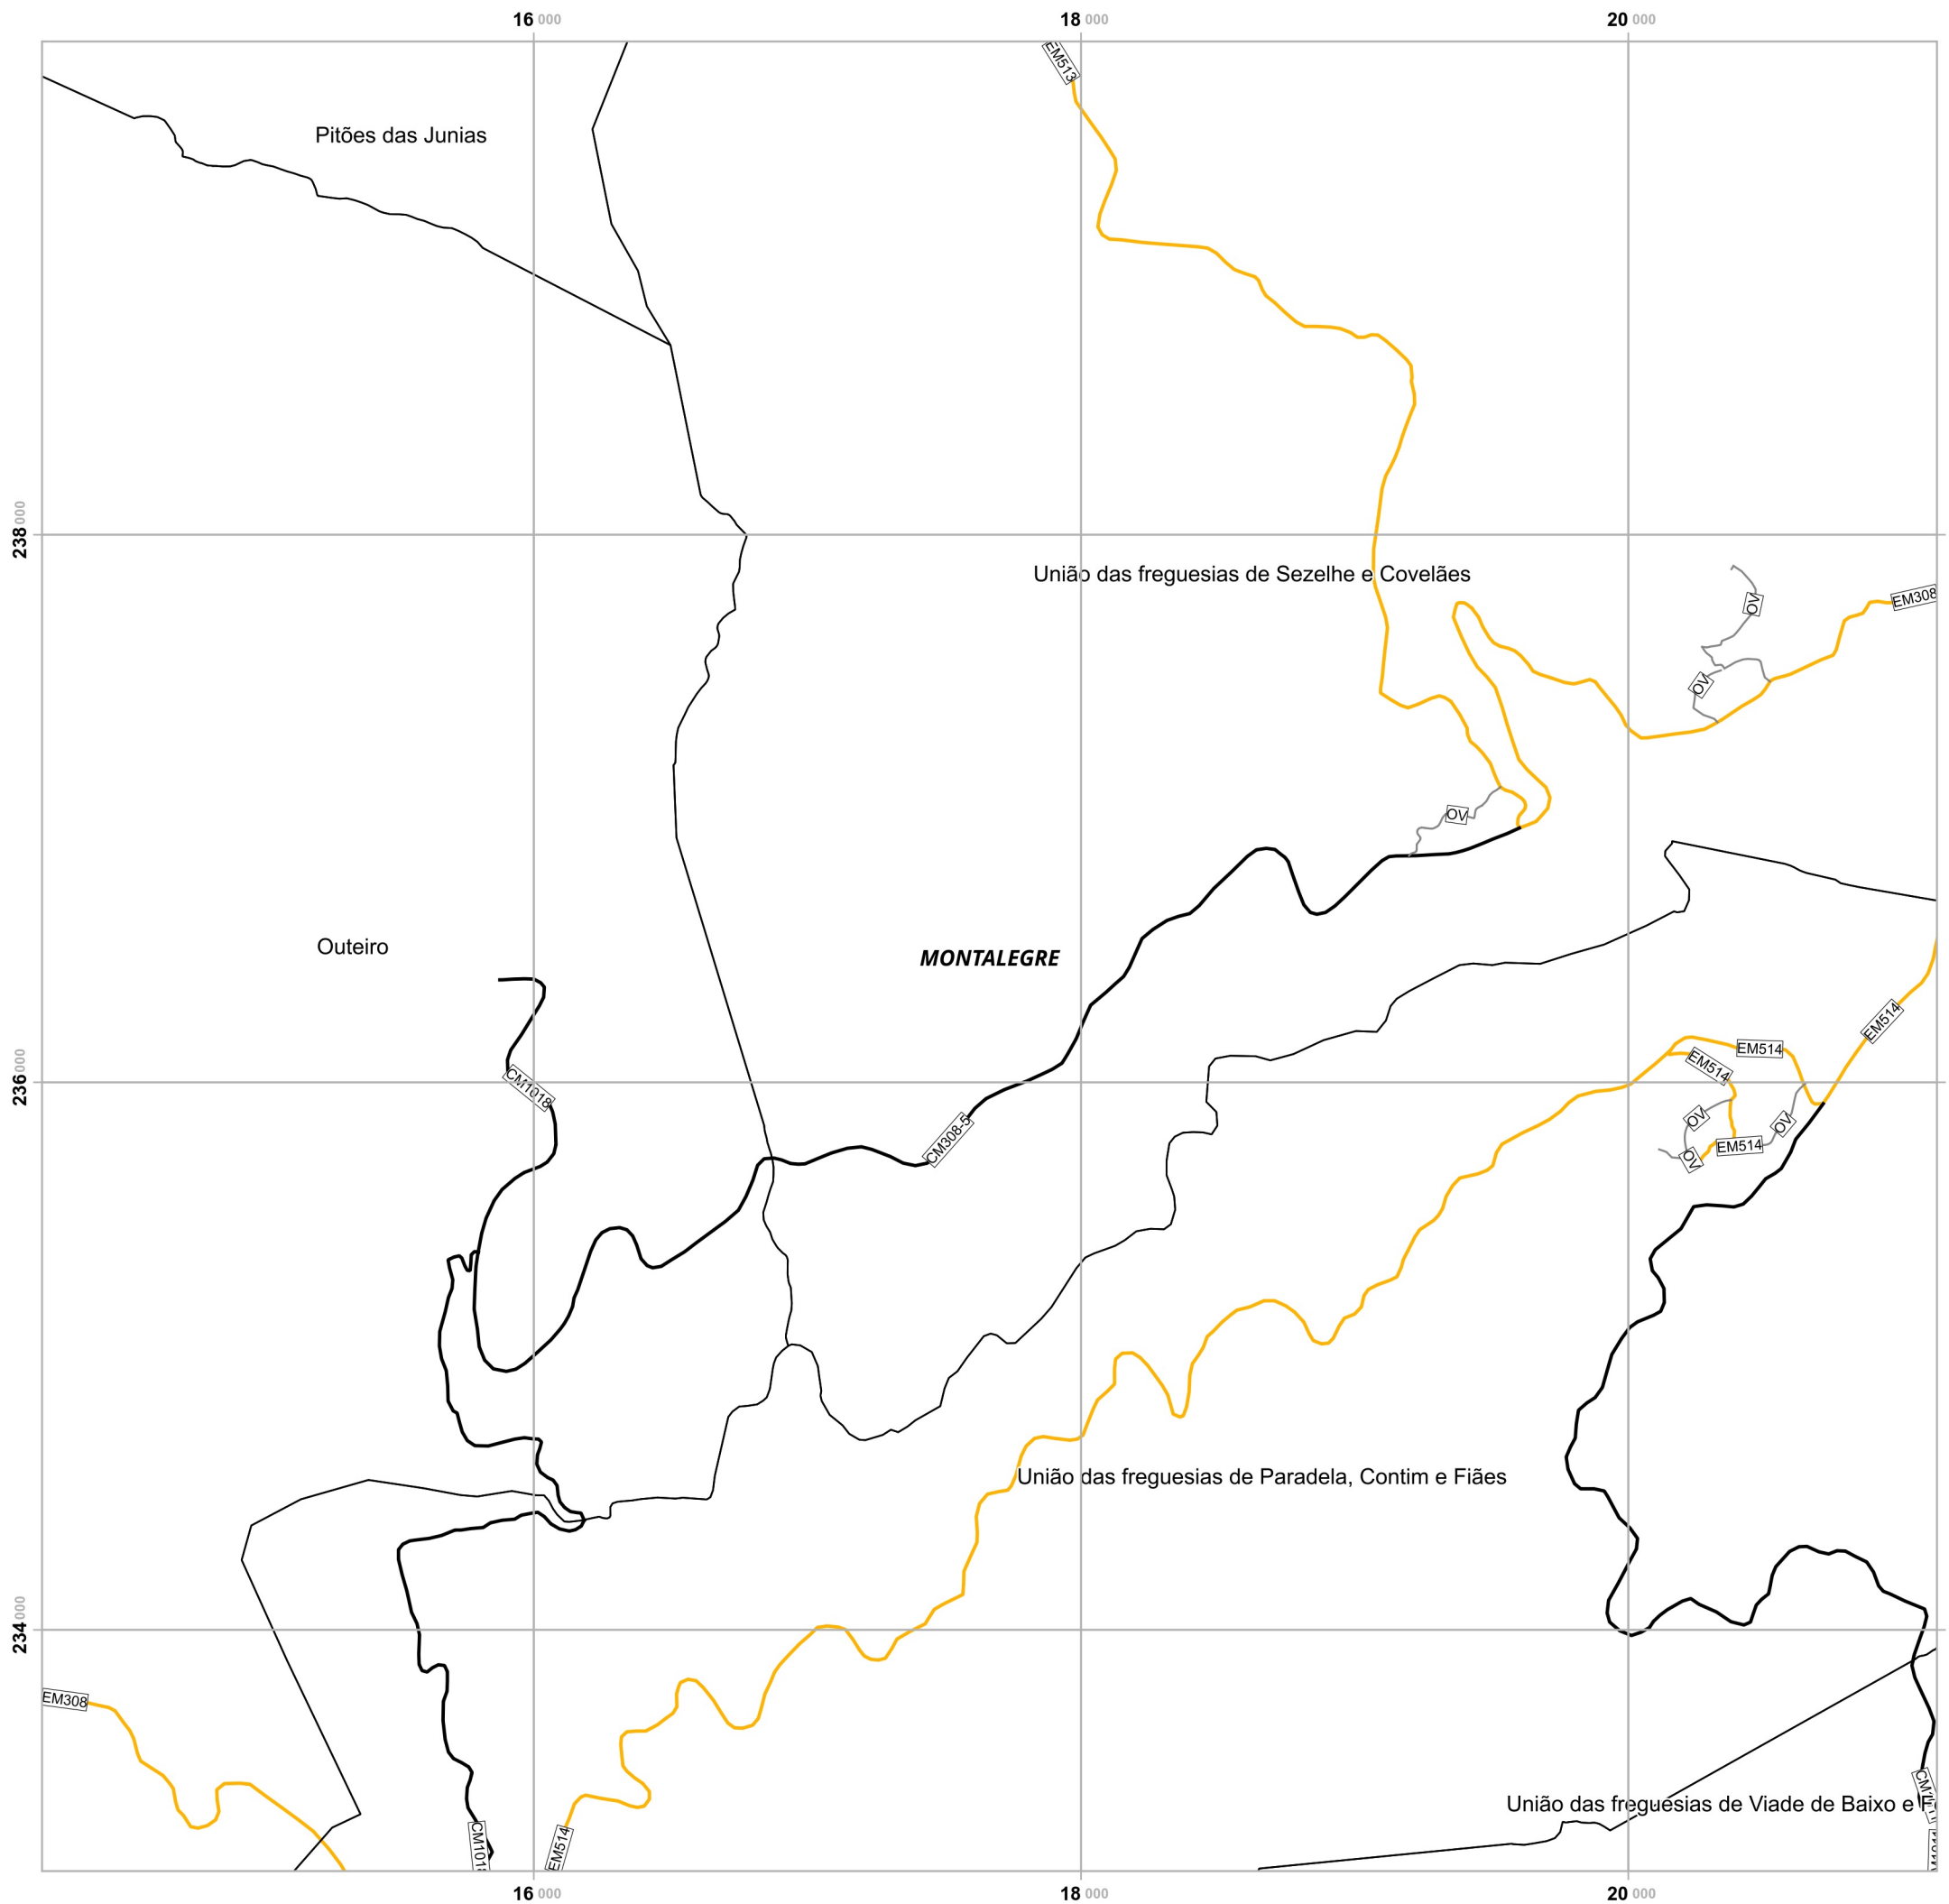 16 000
18 000
20 000
EM513
Pitões das Junias
238 000
União das freguesias de Sezelhe e Covelães
OV
EM308
OV
OV
Outeiro
MONTALEGRE
EM514
EM514
EM514
236 000
CM1018
OV
OV
CM308-5
EM514
OV
União das freguesias de Paradela, Contim e Fiães
234 000
EM308
União das freguesias de Viade de Baixo e
CM1018
EM514
16 000
18 000
20 000